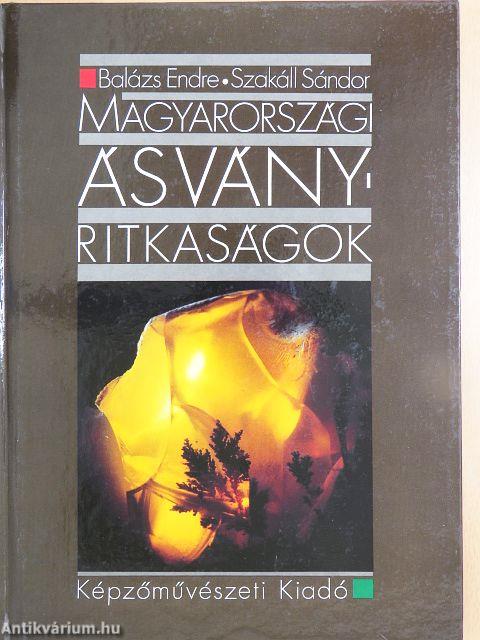 Balázs Endre • Szakáll Sándor
MAGYARORSZÁGI
ÁSVÁNY-
RITKASÁGOK
Képzőművészeti Kiadó
Antikvárium.hu